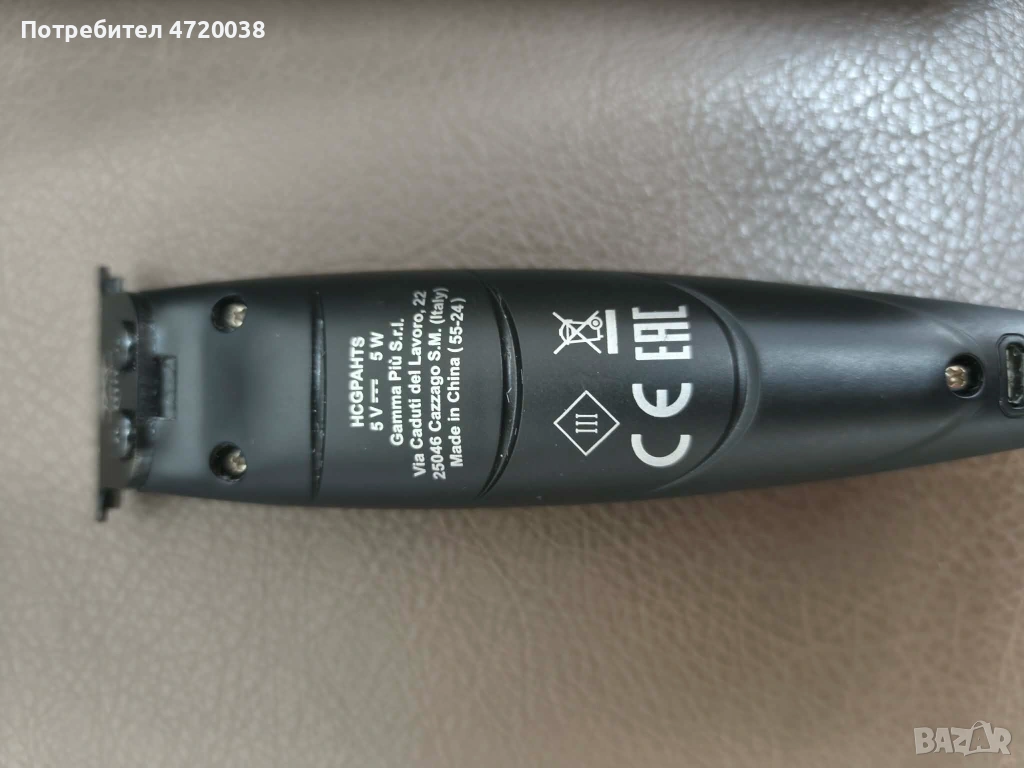 Потребител 4720038
HCGPAHTS
5 V ⎓ 5 W
Gamma Più S.r.l.
Via Caduti del Lavoro, 22
25046 Cazzago S.M. (Italy)
Made in China ( 55-24 )
III
CE EAC
BAZAR